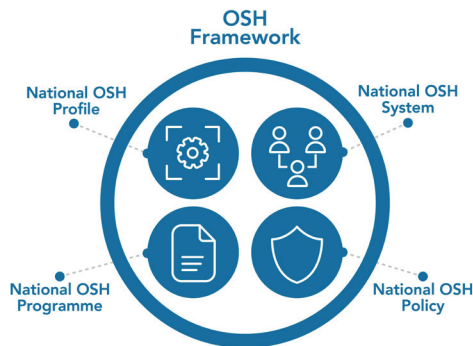 OSH
Framework
National OSH
Profile
National OSH
System
National OSH
Programme
National OSH
Policy